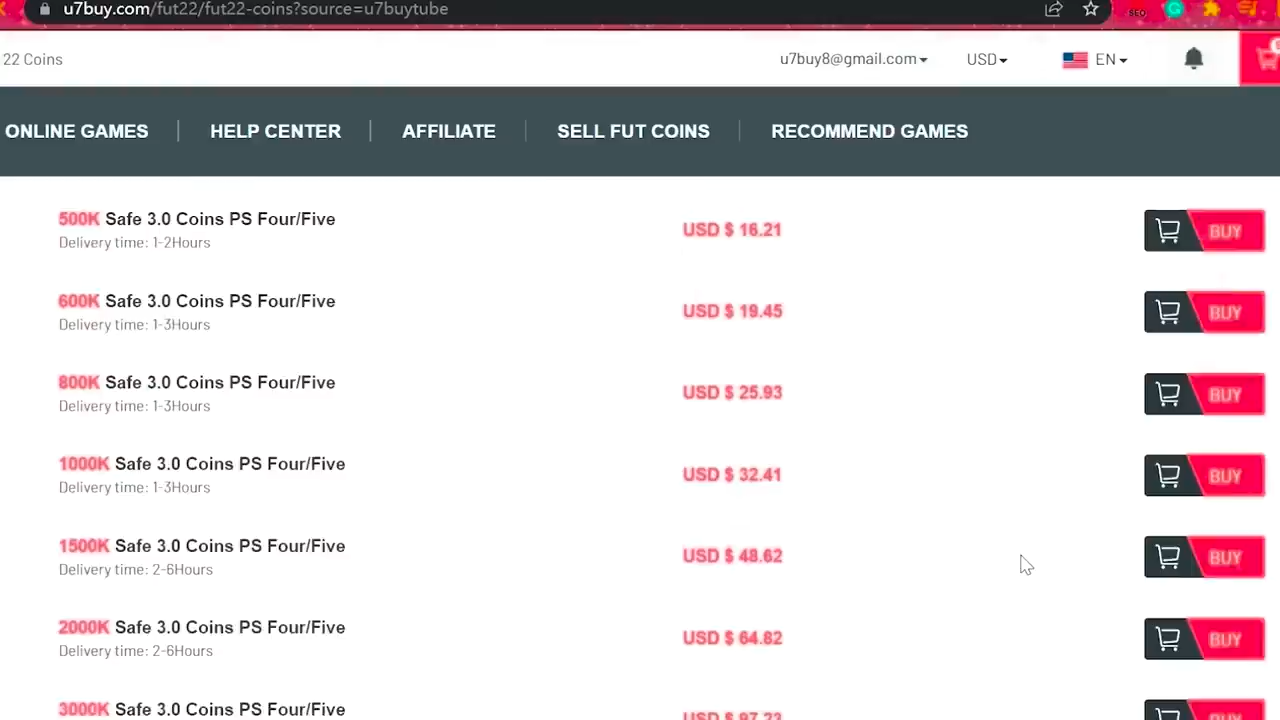 u7buy.com/fut22/fut22-coins?source=u7buytube
SEO
22 Coins
u7buy8@gmail.com
USD
EN
ONLINE GAMES
HELP CENTER
AFFILIATE
SELL FUT COINS
RECOMMEND GAMES
500K Safe 3.0 Coins PS Four/Five
Delivery time: 1-2Hours
USD $ 16.21
BUY
600K Safe 3.0 Coins PS Four/Five
Delivery time: 1-3Hours
USD $ 19.45
BUY
800K Safe 3.0 Coins PS Four/Five
Delivery time: 1-3Hours
USD $ 25.93
BUY
1000K Safe 3.0 Coins PS Four/Five
Delivery time: 1-3Hours
USD $ 32.41
BUY
1500K Safe 3.0 Coins PS Four/Five
Delivery time: 2-6Hours
USD $ 48.62
BUY
2000K Safe 3.0 Coins PS Four/Five
Delivery time: 2-6Hours
USD $ 64.82
BUY
3000K Safe 3.0 Coins PS Four/Five
USD $ 97.23
BUY